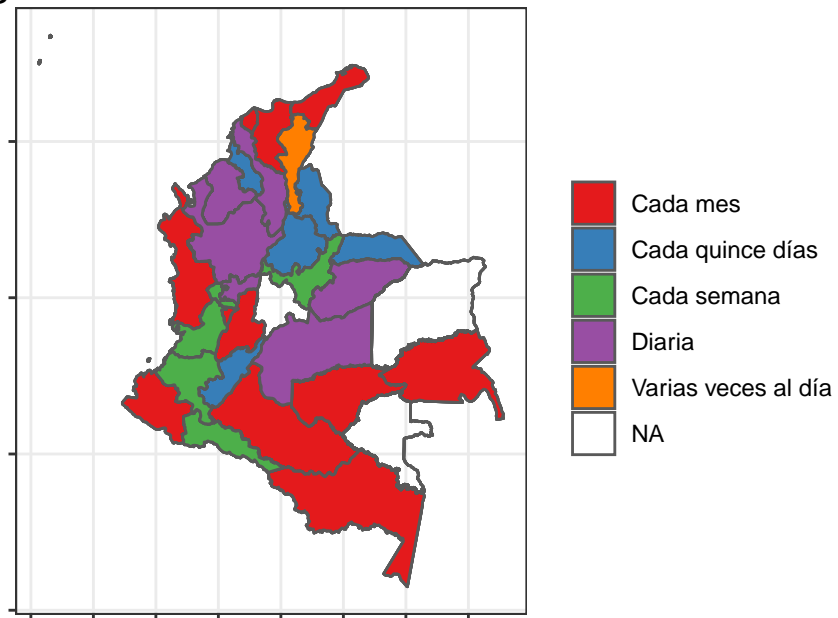 Cada mes
Cada quince días
Cada semana
Diaria
Varias veces al día
NA